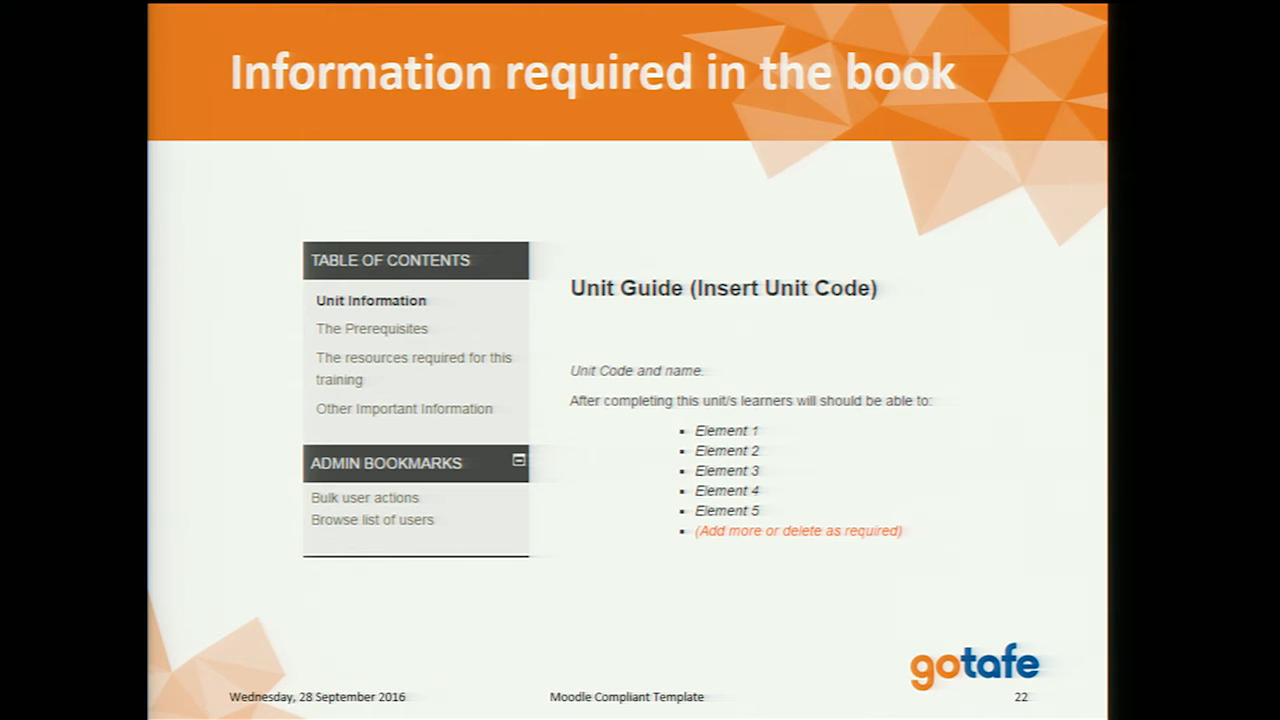 Information required in the book
TABLE OF CONTENTS
Unit Information
The Prerequisites
The resources required for this
training
Other Important Information
ADMIN BOOKMARKS
Bulk user actions
Browse list of users
Unit Guide (Insert Unit Code)
Unit Code and name.
After completing this unit/s learners will should be able to:
Element 1
Element 2
Element 3
Element 4
Element 5
(Add more or delete as required)
gotafe
Wednesday, 28 September 2016
Moodle Compliant Template
22